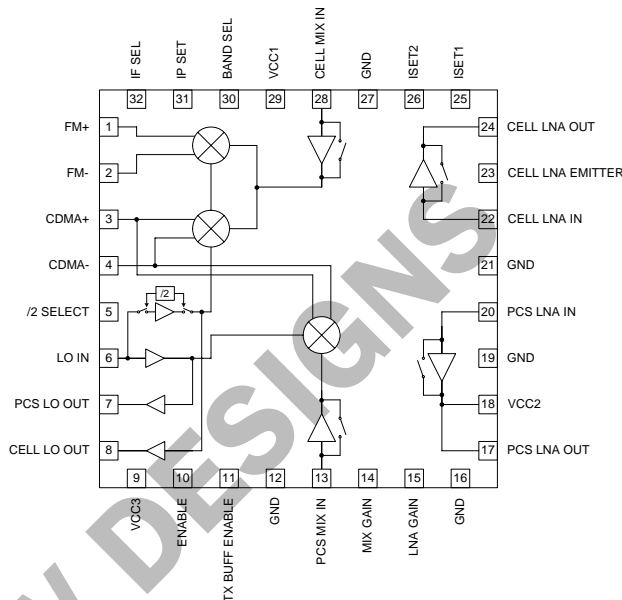 IF SEL
IP SET
BAND SEL
VCC1
CELL MIX IN
GND
ISET2
ISET1
32
31
30
29
28
27
26
25
FM+
1
24
CELL LNA OUT
FM-
2
23
CELL LNA EMITTER
CDMA+
3
22
CELL LNA IN
CDMA-
4
21
GND
/2 SELECT
5
/2
20
PCS LNA IN
LO IN
6
19
GND
PCS LO OUT
7
18
VCC2
CELL LO OUT
8
17
PCS LNA OUT
9
10
11
12
13
14
15
16
VCC3
ENABLE
TX BUFF ENABLE
GND
PCS MIX IN
MIX GAIN
LNA GAIN
GND
DESIGNS